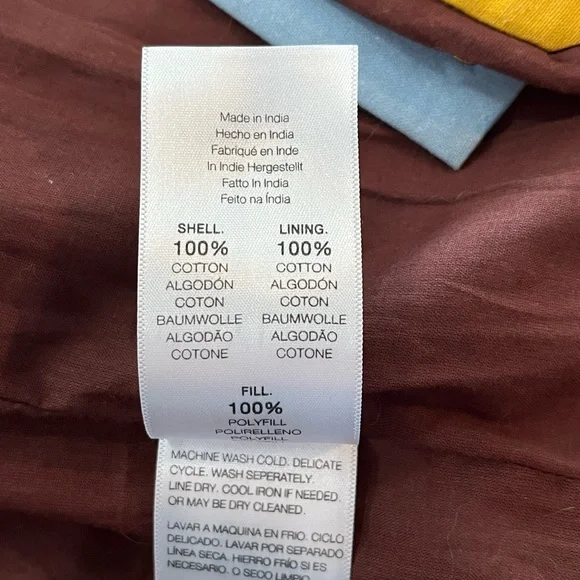 Made in India
Hecho en India
Fabriqué en Inde
In Indie Hergestellt
Fatto In India
Feito na Índia
SHELL. LINING.
100% 100%
COTTON COTTON
ALGODÓN ALGODÓN
COTON COTON
BAUMWOLLE BAUMWOLLE
ALGODÃO ALGODÃO
COTONE COTONE
FILL.
100%
POLYFILL
POLIRELLENO
POLYFILL
MACHINE WASH COLD. DELICATE
CYCLE. WASH SEPERATELY.
LINE DRY. COOL IRON IF NEEDED
OR MAY BE DRY CLEANED.
LAVAR A MAQUINA EN FRIO. CICLO
DELICADO. LAVAR POR SEPARADO.
LÍNEA SECA. HIERRO FRÍO SI ES
NECESARIO. O SECO LIMPIO